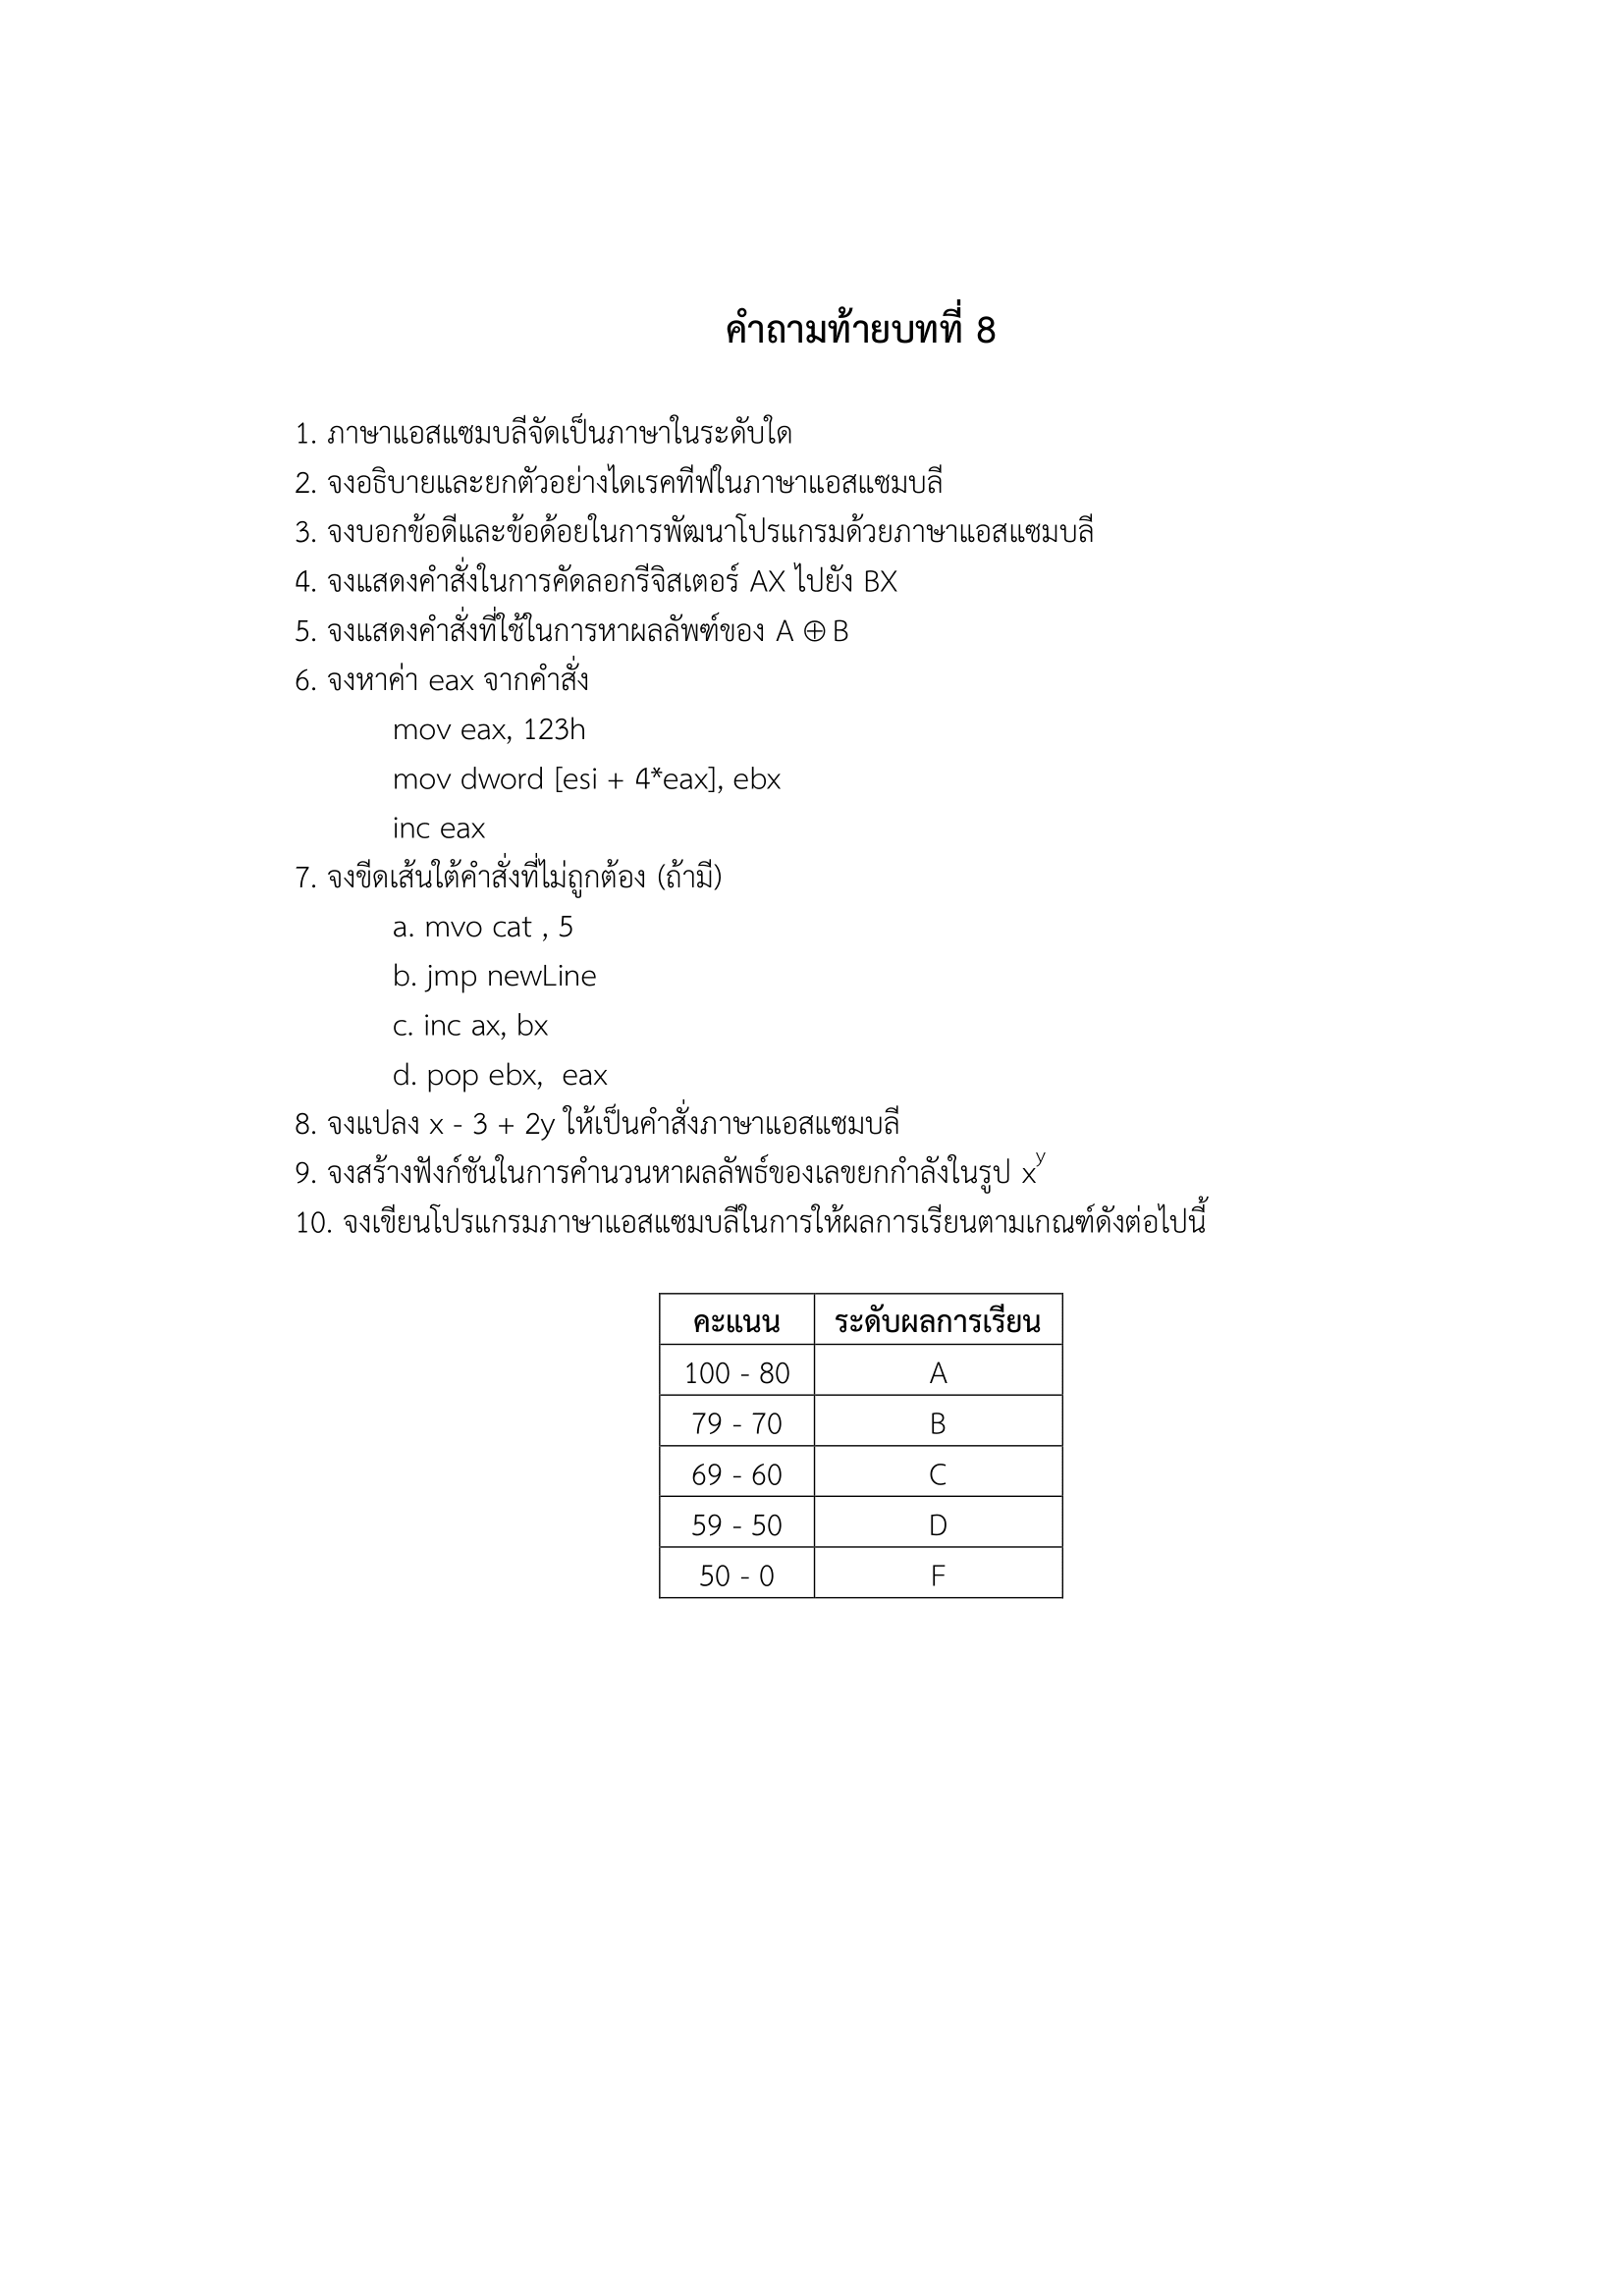 คำถามท้ายบทที่ 8
1. ภาษาแอสแซมบลีจัดเป็นภาษาในระดับใด
2. จงอธิบายและยกตัวอย่างไดเรคทีฟในภาษาแอสแซมบลี
3. จงบอกข้อดีและข้อด้อยในการพัฒนาโปรแกรมด้วยภาษาแอสแซมบลี
4. จงแสดงคำสั่งในการคัดลอกรีจิสเตอร์ AX ไปยัง BX
5. จงแสดงคำสั่งที่ใช้ในการหาผลลัพฑ์ของ A ⊕ B
6. จงหาค่า eax จากคำสั่ง
mov eax, 123h
mov dword [esi + 4*eax], ebx
inc eax
7. จงขีดเส้นใต้คำสั่งที่ไม่ถูกต้อง (ถ้ามี)
a. mvo cat , 5
b. jmp newLine
c. inc ax, bx
d. pop ebx, eax
8. จงแปลง x - 3 + 2y ให้เป็นคำสั่งภาษาแอสแซมบลี
9. จงสร้างฟังก์ชันในการคำนวนหาผลลัพธ์ของเลขยกกำลังในรูป x^y
10. จงเขียนโปรแกรมภาษาแอสแซมบลีในการให้ผลการเรียนตามเกณฑ์ดังต่อไปนี้
คะแนน ระดับผลการเรียน
100 - 80 A
79 - 70 B
69 - 60 C
59 - 50 D
50 - 0 F